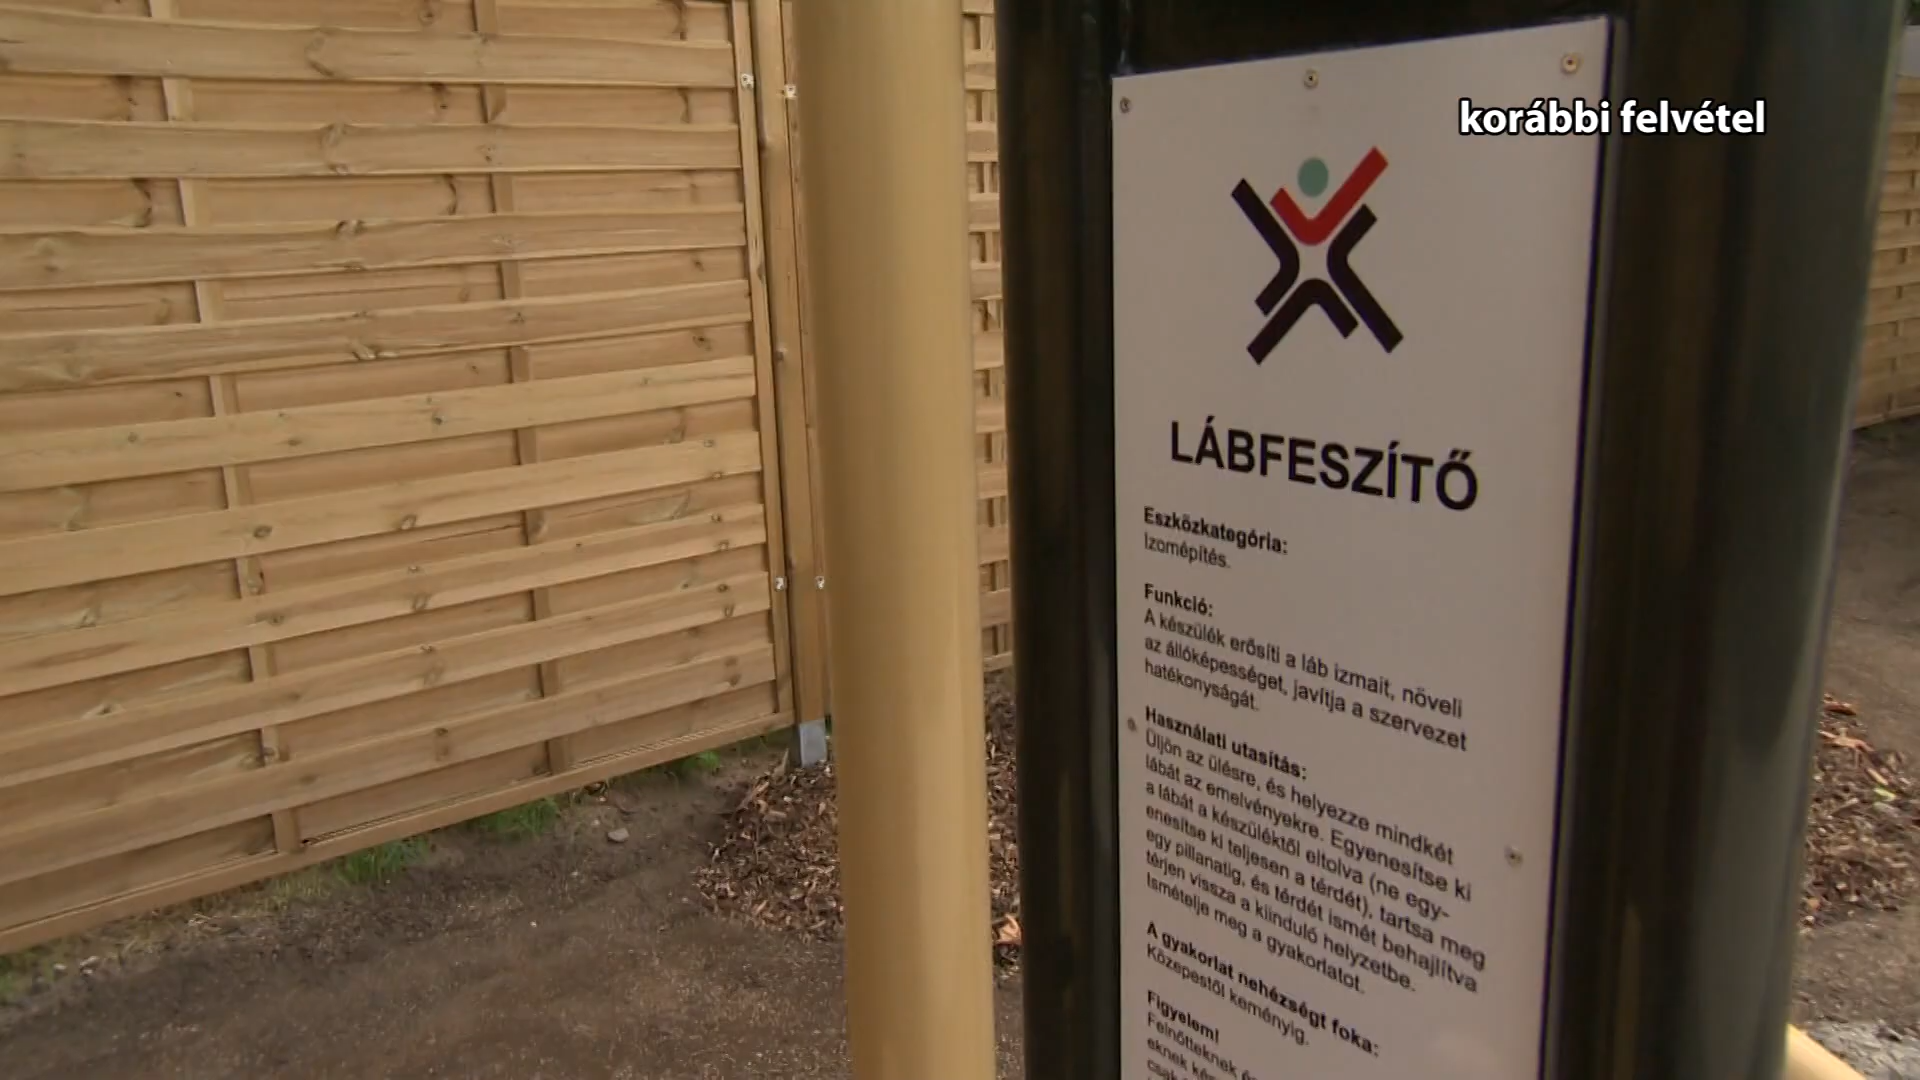 korábbi felvétel
LÁBFESZÍTŐ
Eszközkategória:
Izomépítés.
Funkció:
A készülék erősíti a láb izmait, növeli
az állóképességet, javítja a szervezet
hatékonyságát.
Használati utasítás:
Üljön az ülésre, és helyezze mindkét
lábát az emelvényekre. Egyenesítse ki
a lábát a készüléktől eltolva (ne egy-
enesítse ki teljesen a térdét), tartsa meg
egy pillanatig, és térdét ismét behajlítva
térjen vissza a kiinduló helyzetbe.
Ismételje meg a gyakorlatot.
A gyakorlat nehézségt foka:
Közepestől keményig.
Figyelem!
Felnőtteknek